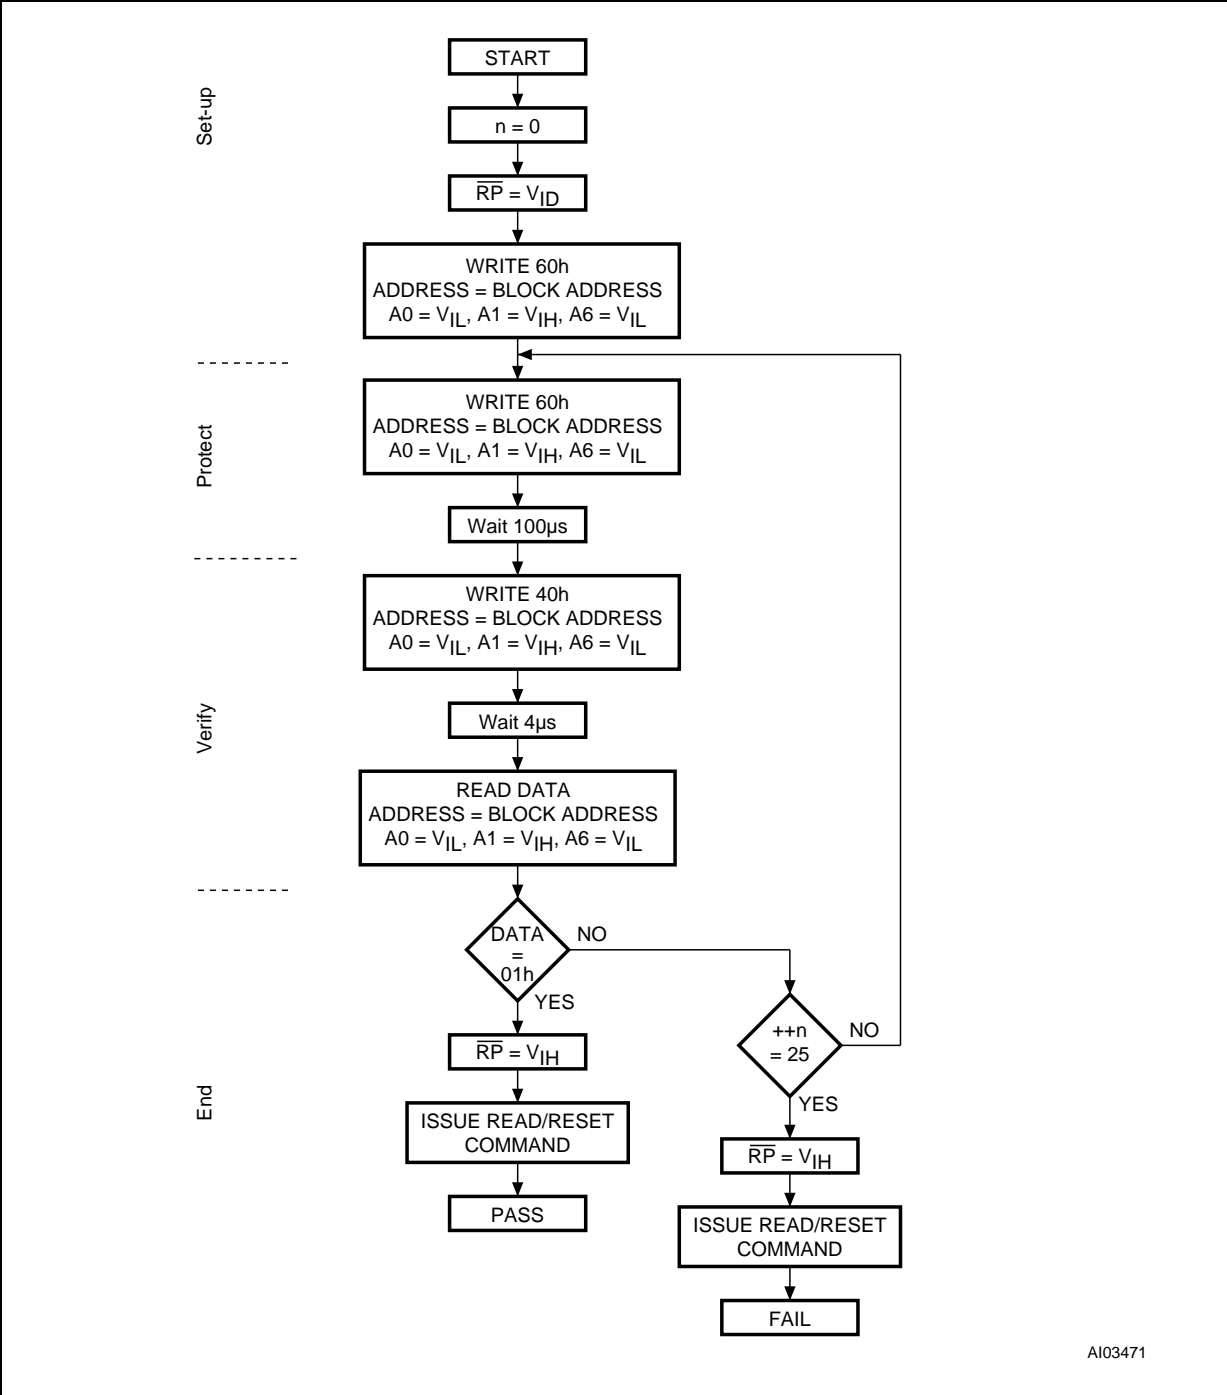 START
Set-up
n = 0
RP = VID
WRITE 60h
ADDRESS = BLOCK ADDRESS
A0 = VIL, A1 = VIH, A6 = VIL
Protect
WRITE 60h
ADDRESS = BLOCK ADDRESS
A0 = VIL, A1 = VIH, A6 = VIL
Wait 100µs
WRITE 40h
ADDRESS = BLOCK ADDRESS
A0 = VIL, A1 = VIH, A6 = VIL
Verify
Wait 4µs
READ DATA
ADDRESS = BLOCK ADDRESS
A0 = VIL, A1 = VIH, A6 = VIL
DATA
=
01h
NO
YES
++n
= 25
NO
YES
End
RP = VIH
ISSUE READ/RESET
COMMAND
PASS
RP = VIH
ISSUE READ/RESET
COMMAND
FAIL
AI03471